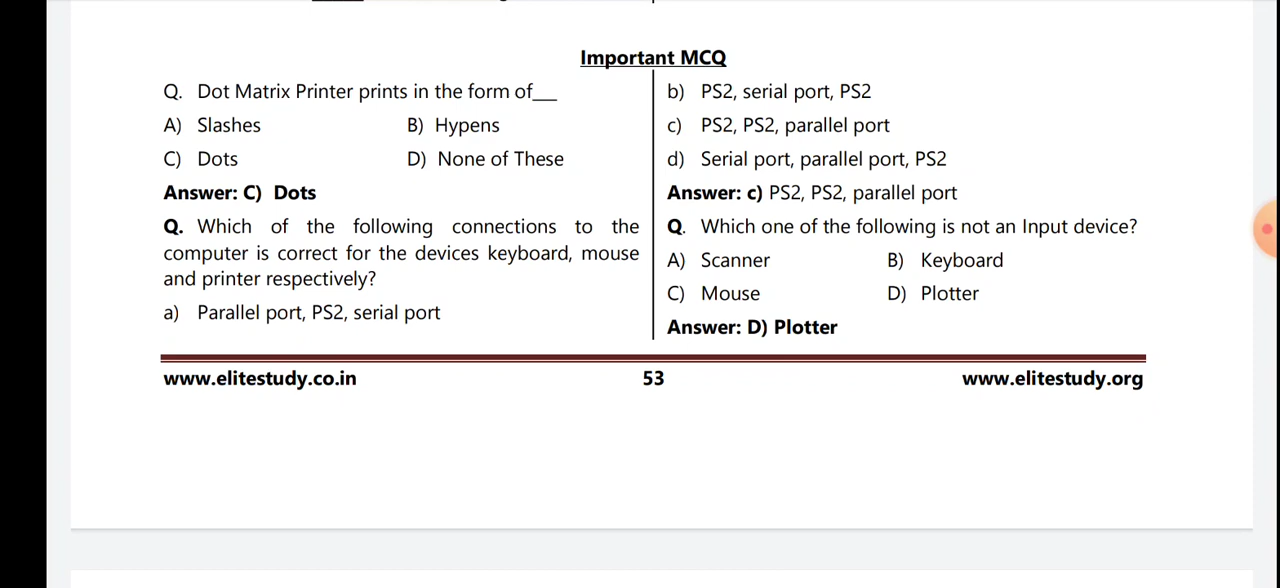 Important MCQ
Q. Dot Matrix Printer prints in the form of__
A) Slashes B) Hypens
C) Dots D) None of These
Answer: C) Dots
Q. Which of the following connections to the
computer is correct for the devices keyboard, mouse
and printer respectively?
a) Parallel port, PS2, serial port
b) PS2, serial port, PS2
c) PS2, PS2, parallel port
d) Serial port, parallel port, PS2
Answer: c) PS2, PS2, parallel port
Q. Which one of the following is not an Input device?
A) Scanner B) Keyboard
C) Mouse D) Plotter
Answer: D) Plotter
www.elitestudy.co.in 53 www.elitestudy.org